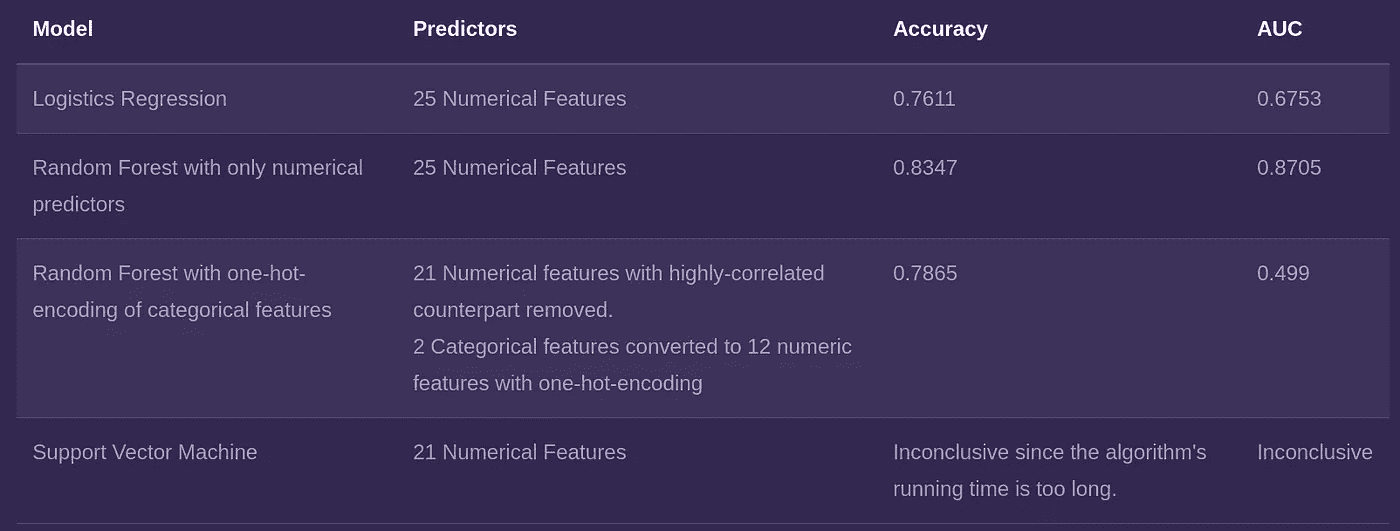 Model Predictors Accuracy AUC
Logistics Regression 25 Numerical Features 0.7611 0.6753
Random Forest with only numerical 25 Numerical Features 0.8347 0.8705
predictors
Random Forest with one-hot- 21 Numerical features with highly-correlated 0.7865 0.499
encoding of categorical features counterpart removed.
2 Categorical features converted to 12 numeric
features with one-hot-encoding
Support Vector Machine 21 Numerical Features Inconclusive since the algorithm's Inconclusive
running time is too long.